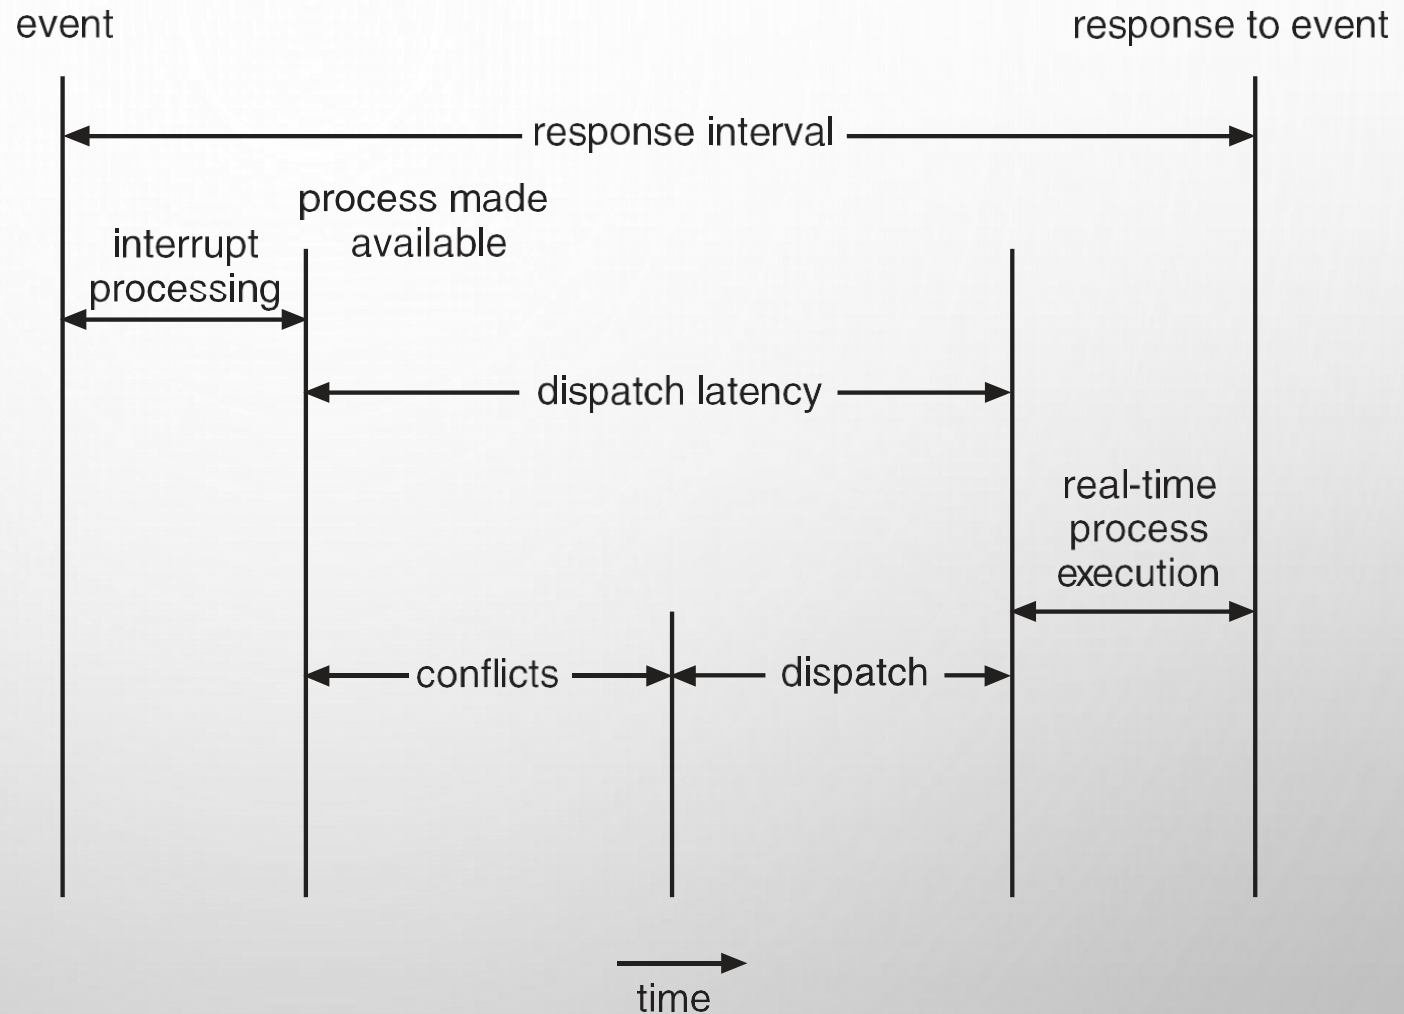 event
response to event
response interval
process made
available
interrupt
processing
dispatch latency
real-time
process
execution
conflicts
dispatch
time